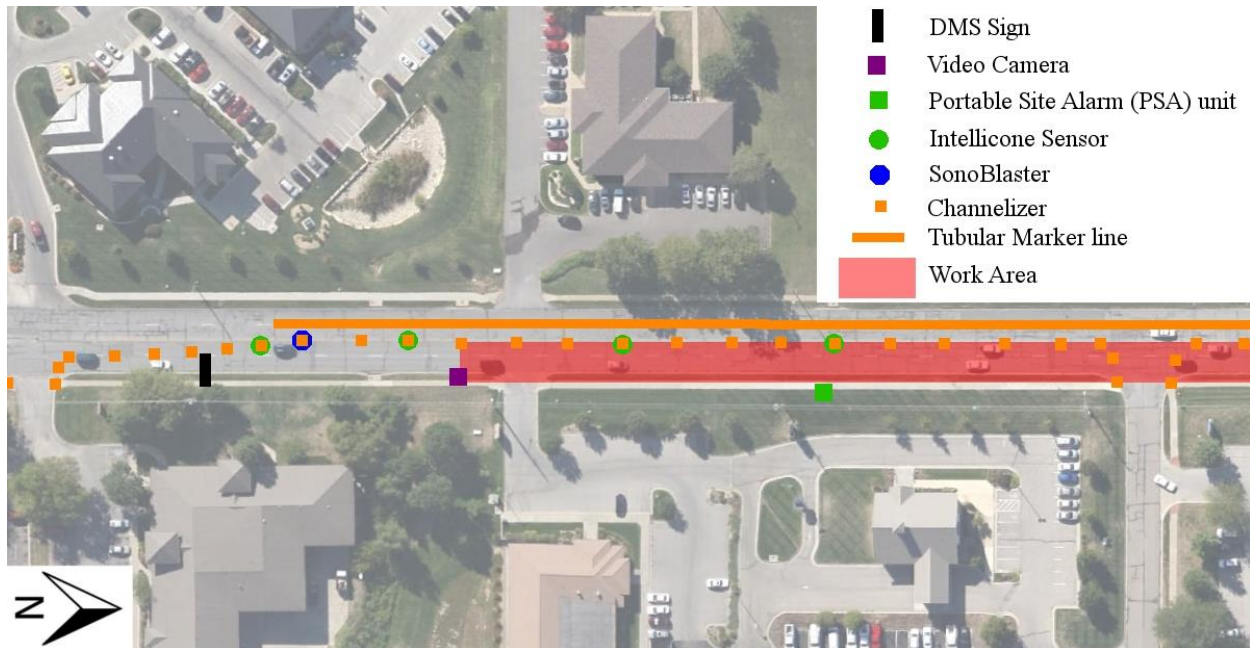 DMS Sign
Video Camera
Portable Site Alarm (PSA) unit
Intellicone Sensor
SonoBlaster
Channelizer
Tubular Marker line
Work Area
N